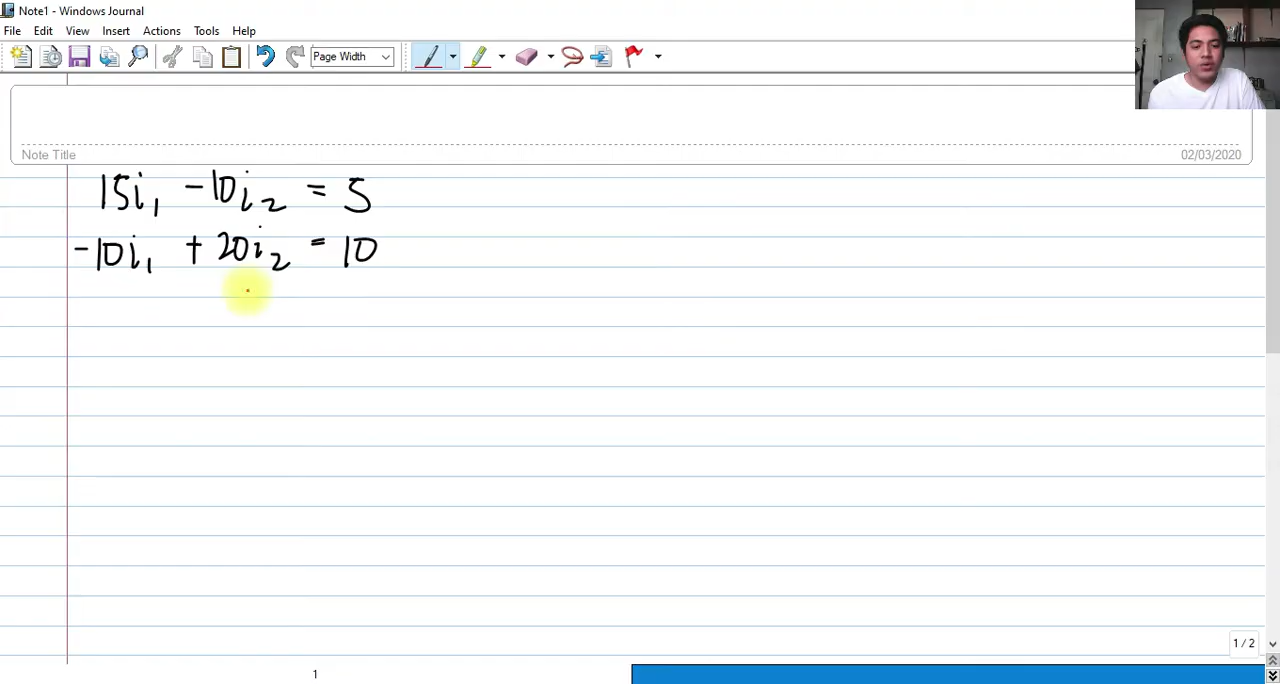 Note1 - Windows Journal
File Edit View Insert Actions Tools Help
Page Width
Note Title
02/03/2020
15i₁ -10i₂ = 5
-10i₁ + 20i₂ = 10
1 / 2
1